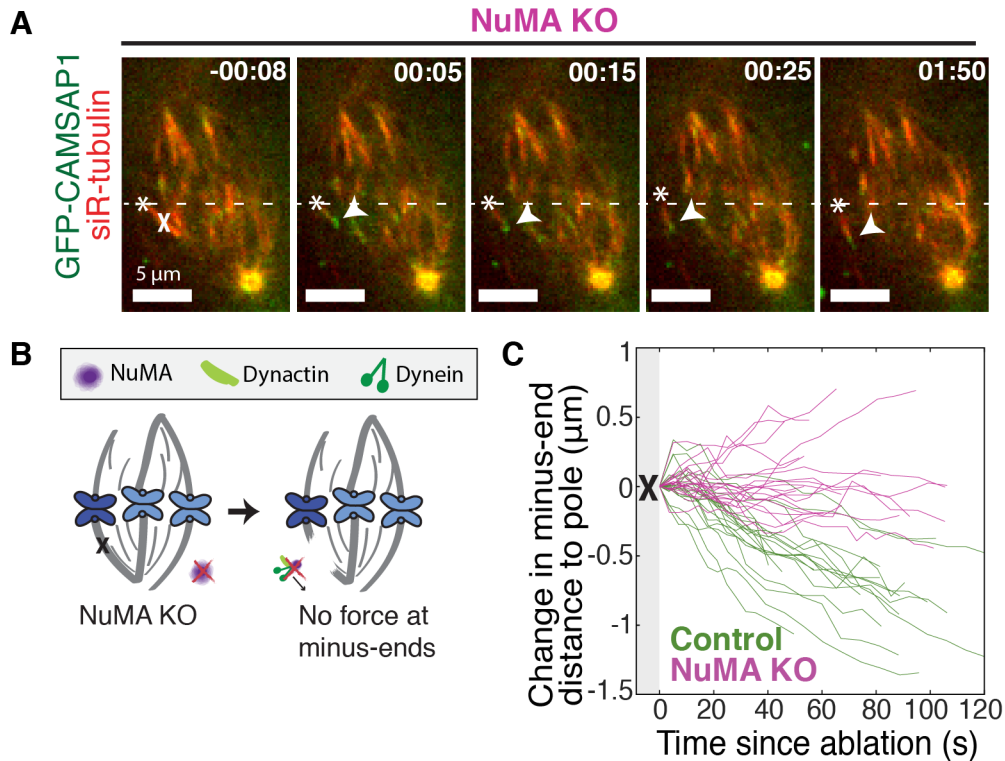 A
NuMA KO
GFP-CAMSAP1
siR-tubulin
-00:08
00:05
00:15
00:25
01:50
*
*
*
*
*
X
5 µm
B
NuMA
Dynactin
Dynein
x
NuMA KO
No force at
minus-ends
C
Change in minus-end
distance to pole (µm)
1
0.5
0
-0.5
-1
-1.5
X
Control
NuMA KO
0 20 40 60 80 100 120
Time since ablation (s)